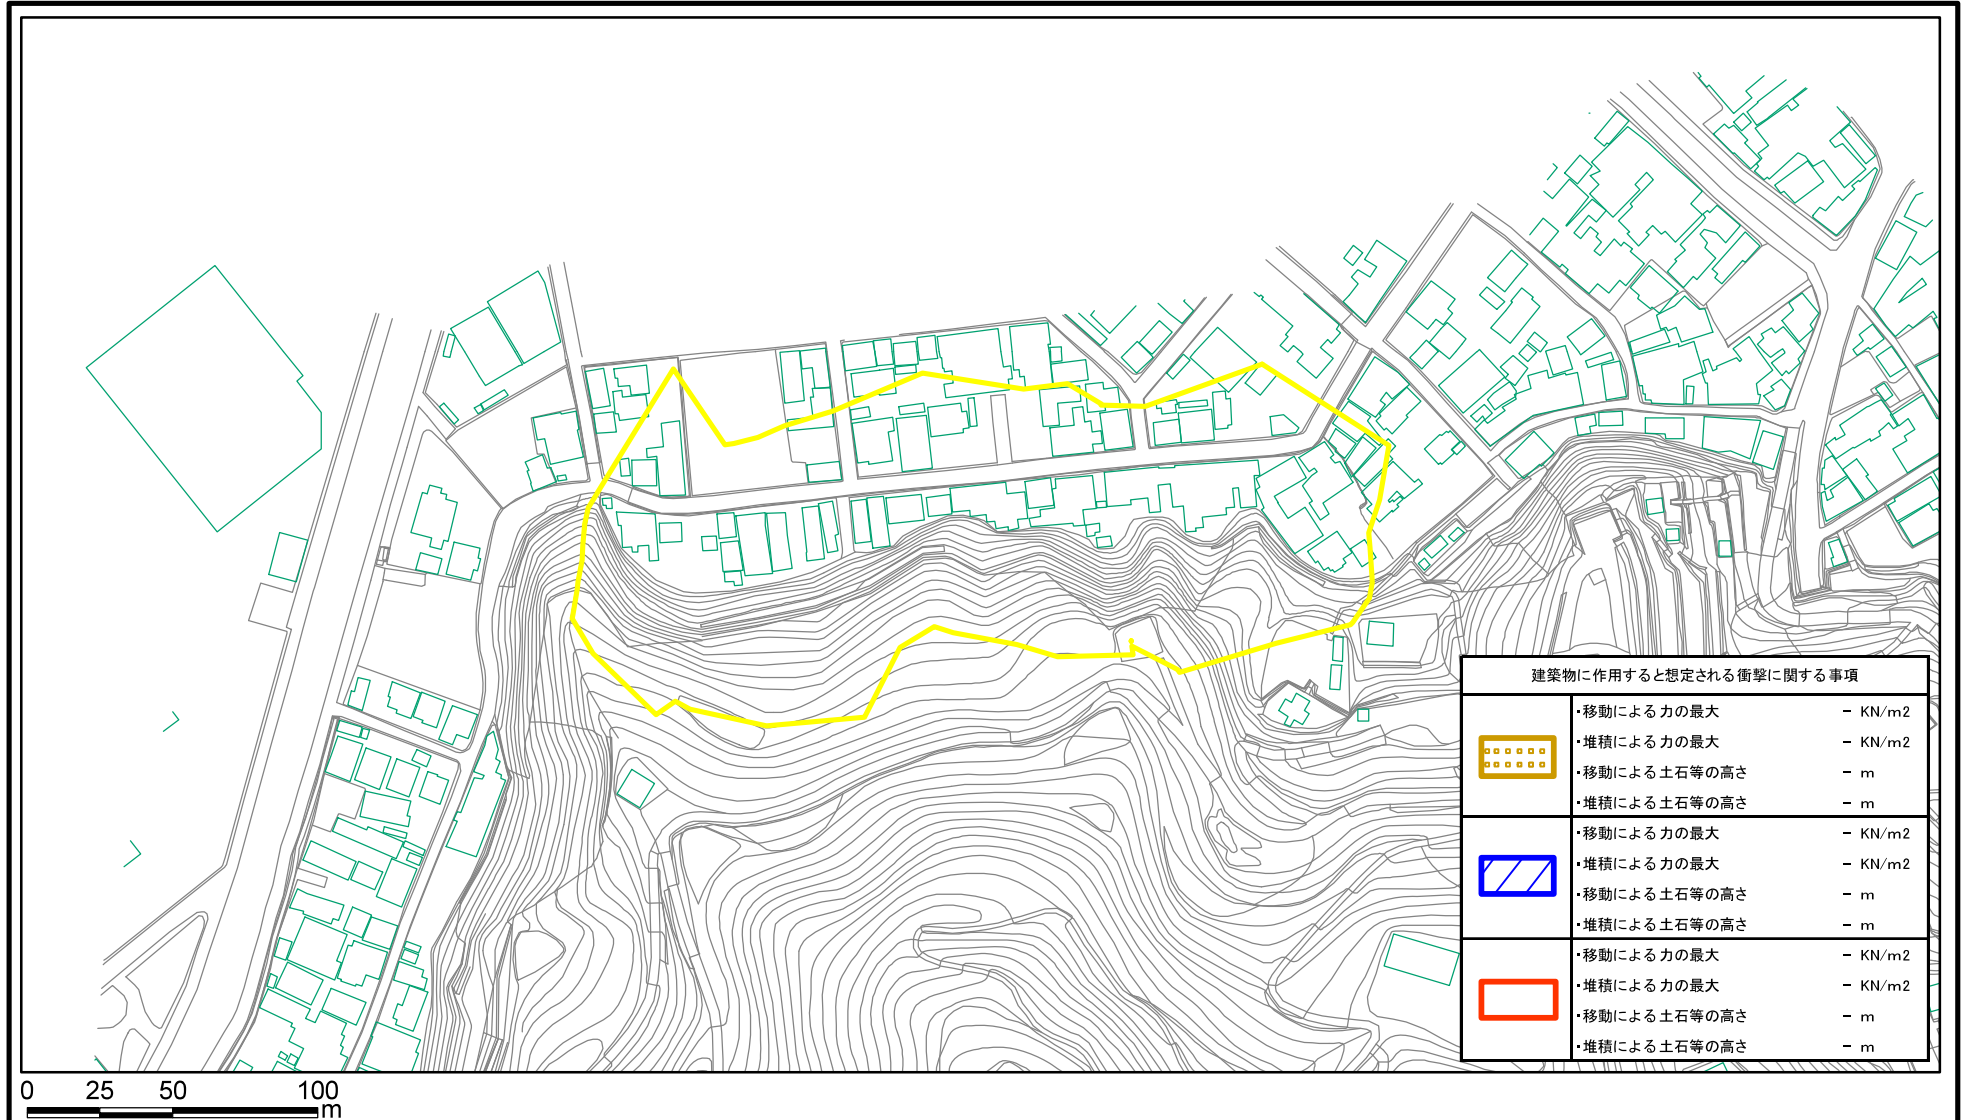 建築物に作用すると想定される衝撃に関する事項
・移動による力の最大 － KN/m2
・堆積による力の最大 － KN/m2
・移動による土石等の高さ － m
・堆積による土石等の高さ － m
・移動による力の最大 － KN/m2
・堆積による力の最大 － KN/m2
・移動による土石等の高さ － m
・堆積による土石等の高さ － m
・移動による力の最大 － KN/m2
・堆積による力の最大 － KN/m2
・移動による土石等の高さ － m
・堆積による土石等の高さ － m
0 25 50 100
m